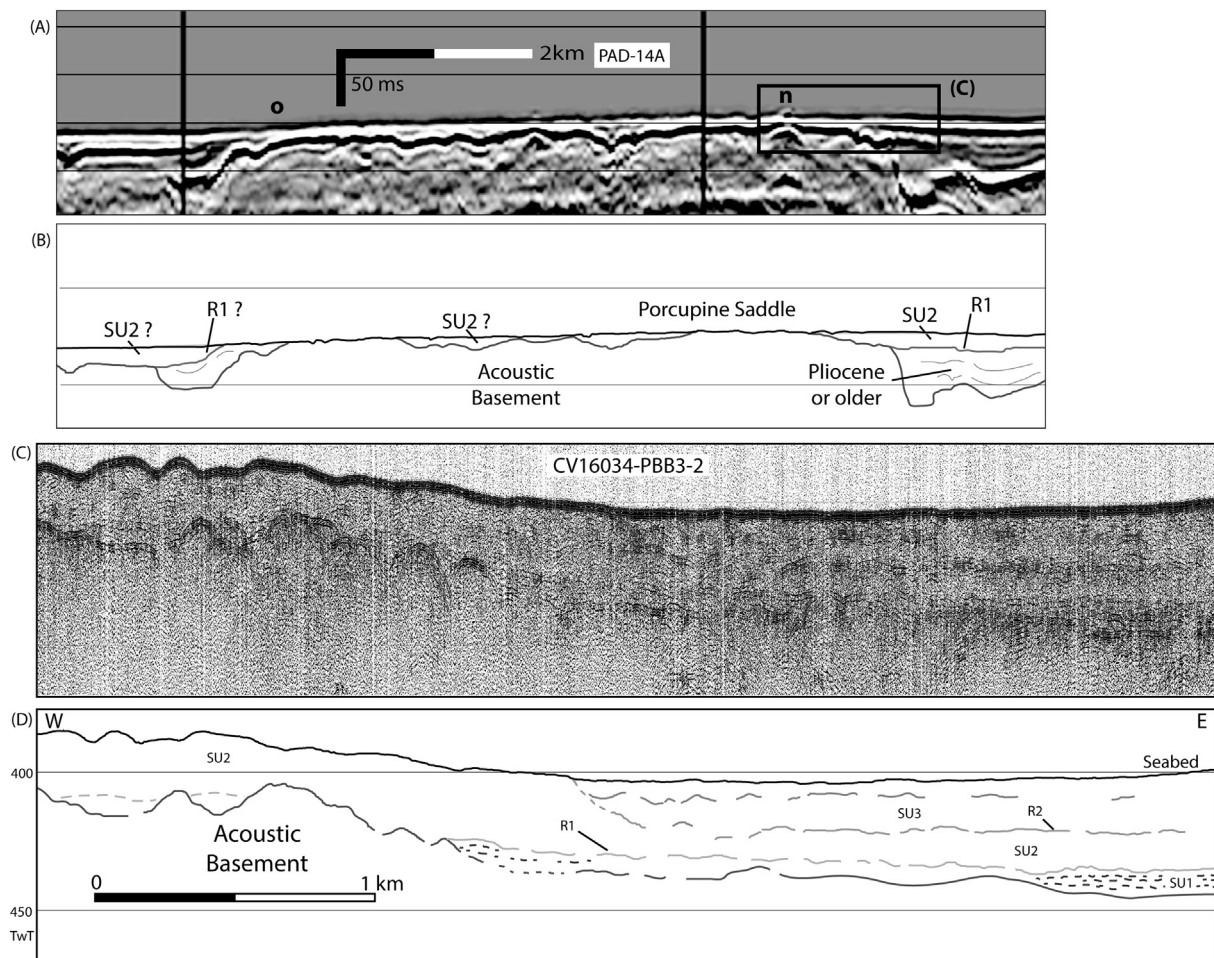 (A)
2km
PAD-14A
50 ms
o
n
(C)
(B)
Porcupine Saddle
R1 ?
SU2 ?
SU2 ?
SU2
R1
Acoustic
Basement
Pliocene
or older
(C)
CV16034-PBB3-2
(D)
W
E
SU2
Seabed
400
SU3
R2
R1
SU2
Acoustic
Basement
SU1
0
1 km
450
TwT